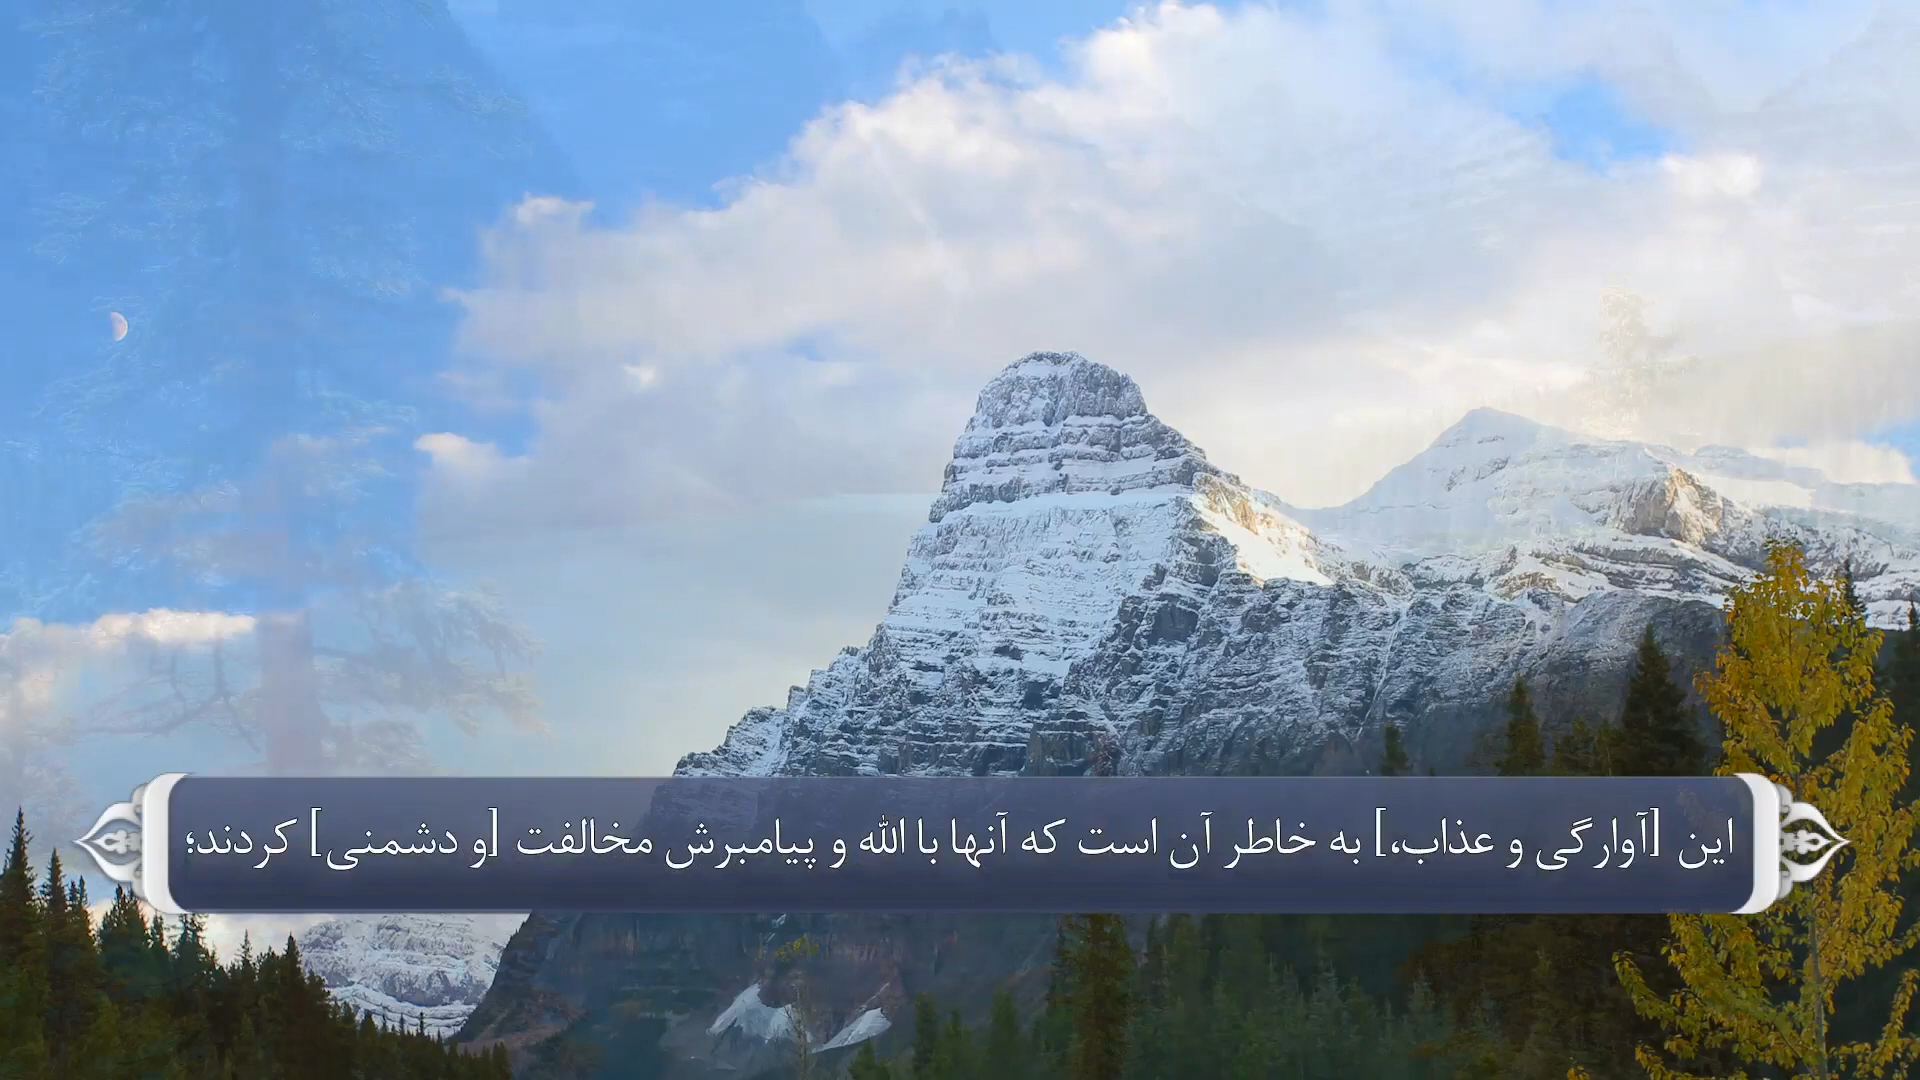 این [آوارگی و عذاب،] به خاطر آن است که آنها با الله و پیامبرش مخالفت [و دشمنی] کردند؛